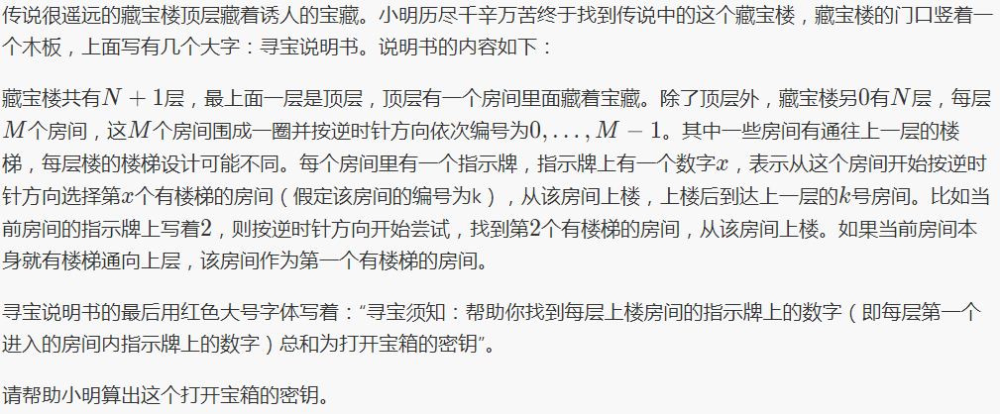 传说很遥远的藏宝楼顶层藏着诱人的宝藏。小明历尽千辛万苦终于找到传说中的这个藏宝楼，藏宝楼的门口竖着一
个木板，上面写有几个大字：寻宝说明书。说明书的内容如下：
藏宝楼共有N + 1层，最上面一层是顶层，顶层有一个房间里面藏着宝藏。除了顶层外，藏宝楼另0有N层，每层
M个房间，这M个房间围成一圈并按逆时针方向依次编号为0, . . . , M − 1。其中一些房间有通往上一层的楼
梯，每层楼的楼梯设计可能不同。每个房间里有一个指示牌，指示牌上有一个数字x，表示从这个房间开始按逆时
针方向选择第x个有楼梯的房间（假定该房间的编号为k），从该房间上楼，上楼后到达上一层的k号房间。比如当
前房间的指示牌上写着2，则按逆时针方向开始尝试，找到第2个有楼梯的房间，从该房间上楼。如果当前房间本
身就有楼梯通向上层，该房间作为第一个有楼梯的房间。
寻宝说明书的最后用红色大号字体写着：“寻宝须知：帮助你找到每层上楼房间的指示牌上的数字（即每层第一个
进入的房间内指示牌上的数字）总和为打开宝箱的密钥”。
请帮助小明算出这个打开宝箱的密钥。